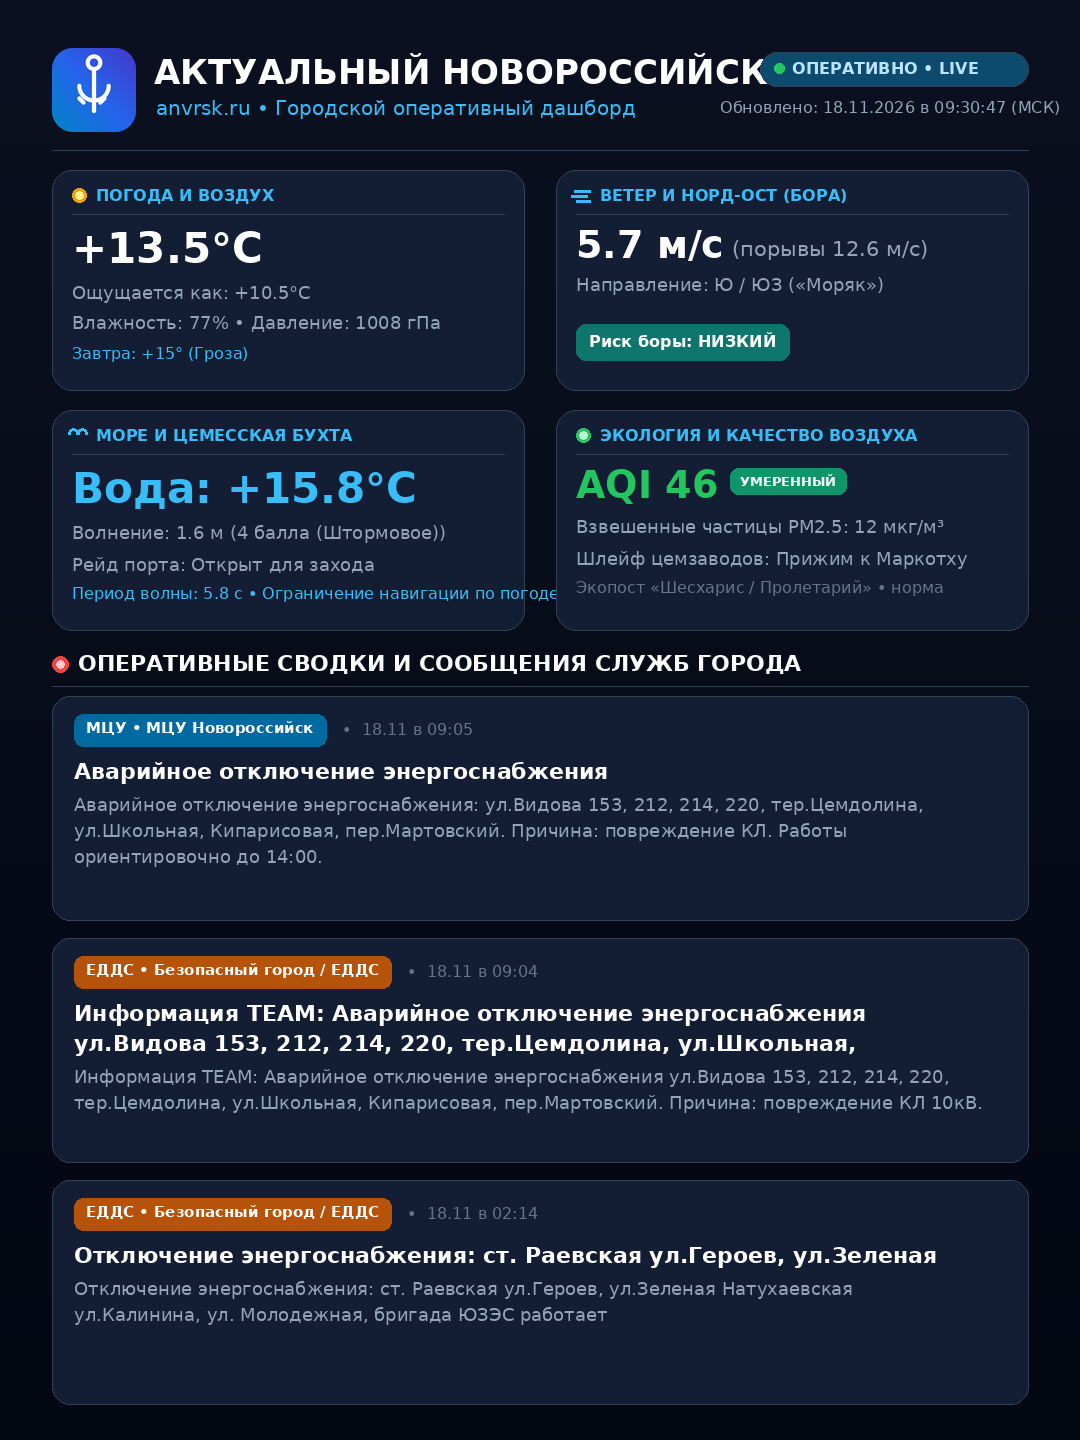 АКТУАЛЬНЫЙ НОВОРОССИЙСК
ОПЕРАТИВНО • LIVE
anvrsk.ru • Городской оперативный дашборд
Обновлено: 18.11.2026 в 09:30:47 (МСК)
ПОГОДА И ВОЗДУХ
+13.5°C
Ощущается как: +10.5°C
Влажность: 77% • Давление: 1008 гПа
Завтра: +15° (Гроза)
ВЕТЕР И НОРД-ОСТ (БОРА)
5.7 м/с (порывы 12.6 м/с)
Направление: Ю / ЮЗ («Моряк»)
Риск боры: НИЗКИЙ
МОРЕ И ЦЕМЕССКАЯ БУХТА
Вода: +15.8°C
Волнение: 1.6 м (4 балла (Штормовое))
Рейд порта: Открыт для захода
Период волны: 5.8 с • Ограничение навигации по погоде
ЭКОЛОГИЯ И КАЧЕСТВО ВОЗДУХА
AQI 46 УМЕРЕННЫЙ
Взвешенные частицы PM2.5: 12 мкг/м³
Шлейф цемзаводов: Прижим к Маркотху
Экопост «Шесхарис / Пролетарий» • норма
ОПЕРАТИВНЫЕ СВОДКИ И СООБЩЕНИЯ СЛУЖБ ГОРОДА
МЦУ • МЦУ Новороссийск • 18.11 в 09:05
Аварийное отключение энергоснабжения
Аварийное отключение энергоснабжения: ул.Видова 153, 212, 214, 220, тер.Цемдолина,
ул.Школьная, Кипарисовая, пер.Мартовский. Причина: повреждение КЛ. Работы
ориентировочно до 14:00.
ЕДДС • Безопасный город / ЕДДС • 18.11 в 09:04
Информация TEAM: Аварийное отключение энергоснабжения
ул.Видова 153, 212, 214, 220, тер.Цемдолина, ул.Школьная,
Информация TEAM: Аварийное отключение энергоснабжения ул.Видова 153, 212, 214, 220,
тер.Цемдолина, ул.Школьная, Кипарисовая, пер.Мартовский. Причина: повреждение КЛ 10кВ.
ЕДДС • Безопасный город / ЕДДС • 18.11 в 02:14
Отключение энергоснабжения: ст. Раевская ул.Героев, ул.Зеленая
Отключение энергоснабжения: ст. Раевская ул.Героев, ул.Зеленая Натухаевская
ул.Калинина, ул. Молодежная, бригада ЮЗЭС работает